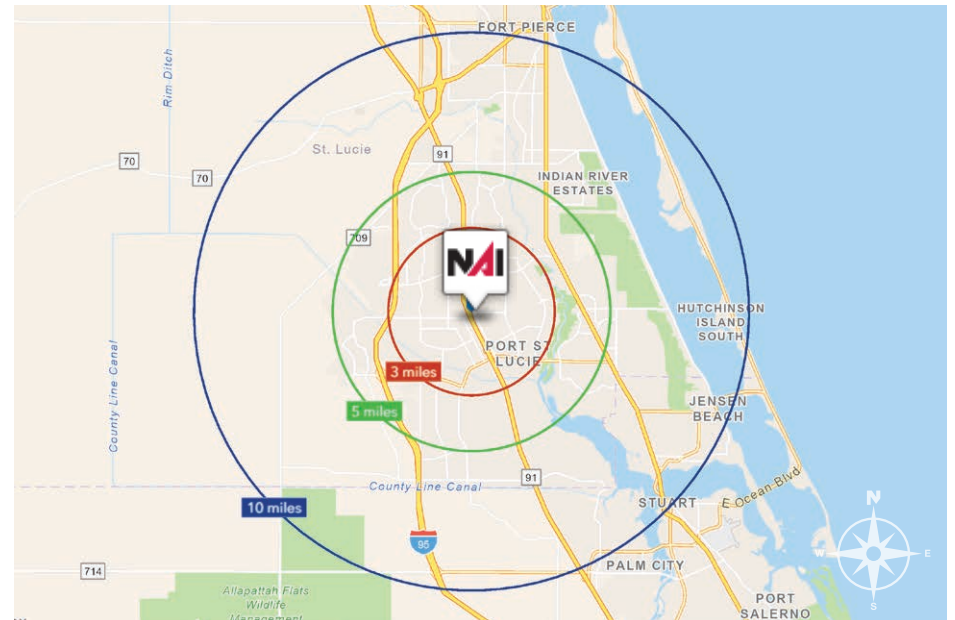 FORT PIERCE
Rim Ditch
St. Lucie
91
70
70
INDIAN RIVER
ESTATES
709
NAI
HUTCHINSON
ISLAND
SOUTH
PORT ST
LUCIE
3 miles
County Line Canal
5 miles
JENSEN
BEACH
91
E Ocean Blvd
County Line Canal
10 miles
STUART
N
95
W
E
PALM CITY
714
Allapattah Flats
Wildlife
Management
PORT
SALERNO
S